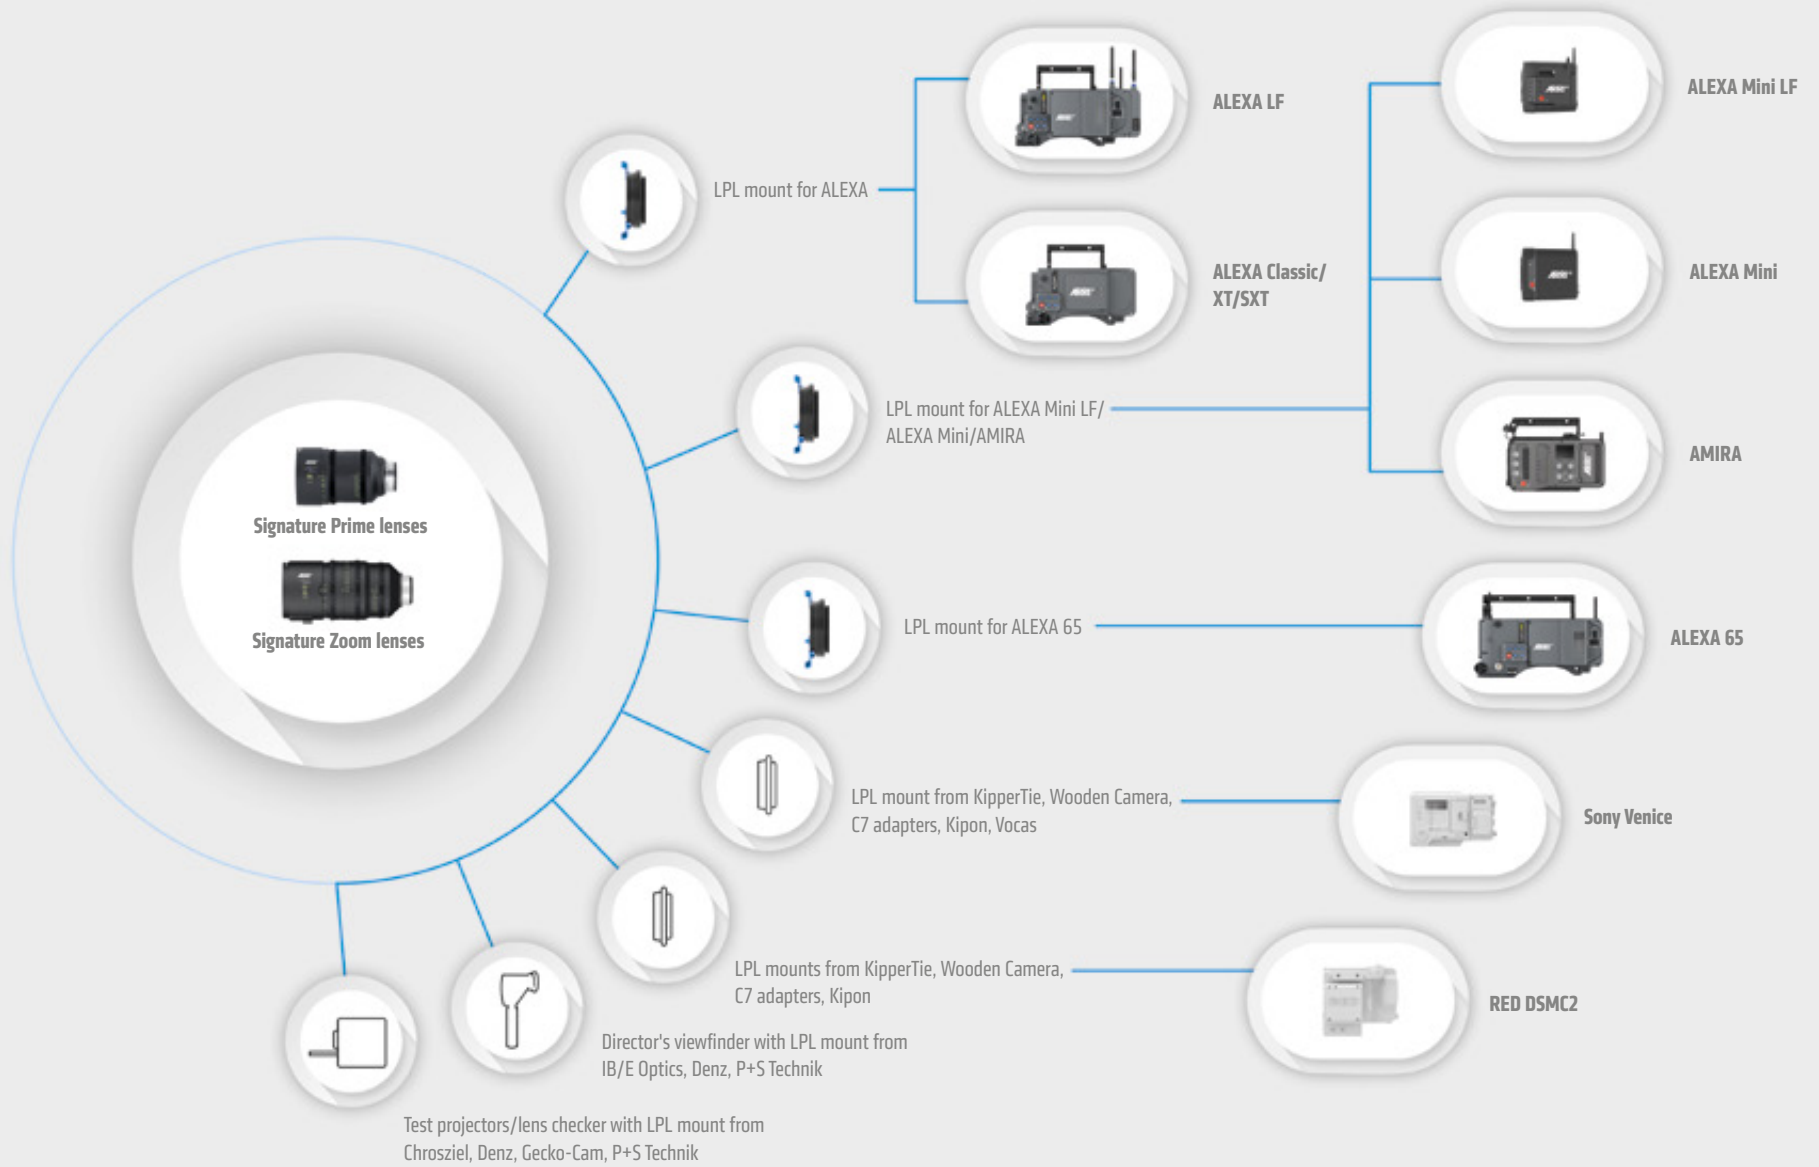 Signature Prime lenses
Signature Zoom lenses
LPL mount for ALEXA
ALEXA LF
ALEXA Classic/
XT/SXT
LPL mount for ALEXA Mini LF/
ALEXA Mini/AMIRA
ALEXA Mini LF
ALEXA Mini
AMIRA
LPL mount for ALEXA 65
ALEXA 65
LPL mount from KipperTie, Wooden Camera,
C7 adapters, Kipon, Vocas
Sony Venice
LPL mounts from KipperTie, Wooden Camera,
C7 adapters, Kipon
RED DSMC2
Director's viewfinder with LPL mount from
IB/E Optics, Denz, P+S Technik
Test projectors/lens checker with LPL mount from
Chrosziel, Denz, Gecko-Cam, P+S Technik